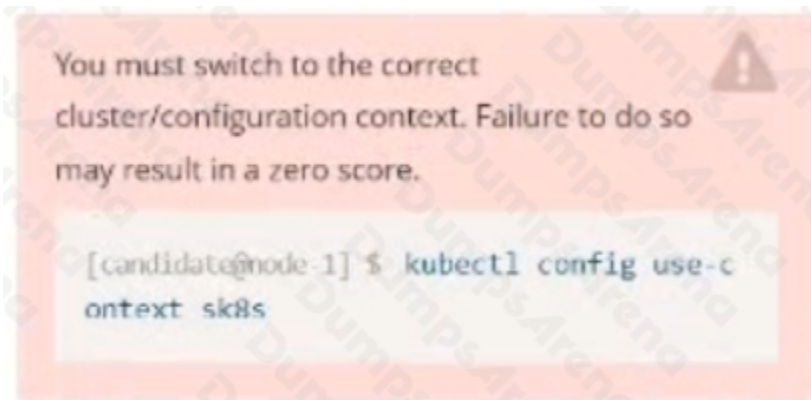 You must switch to the correct
cluster/configuration context. Failure to do so
may result in a zero score.
[candidate@node-1] $ kubectl config use-c
ontext sk8s
DumpsArena